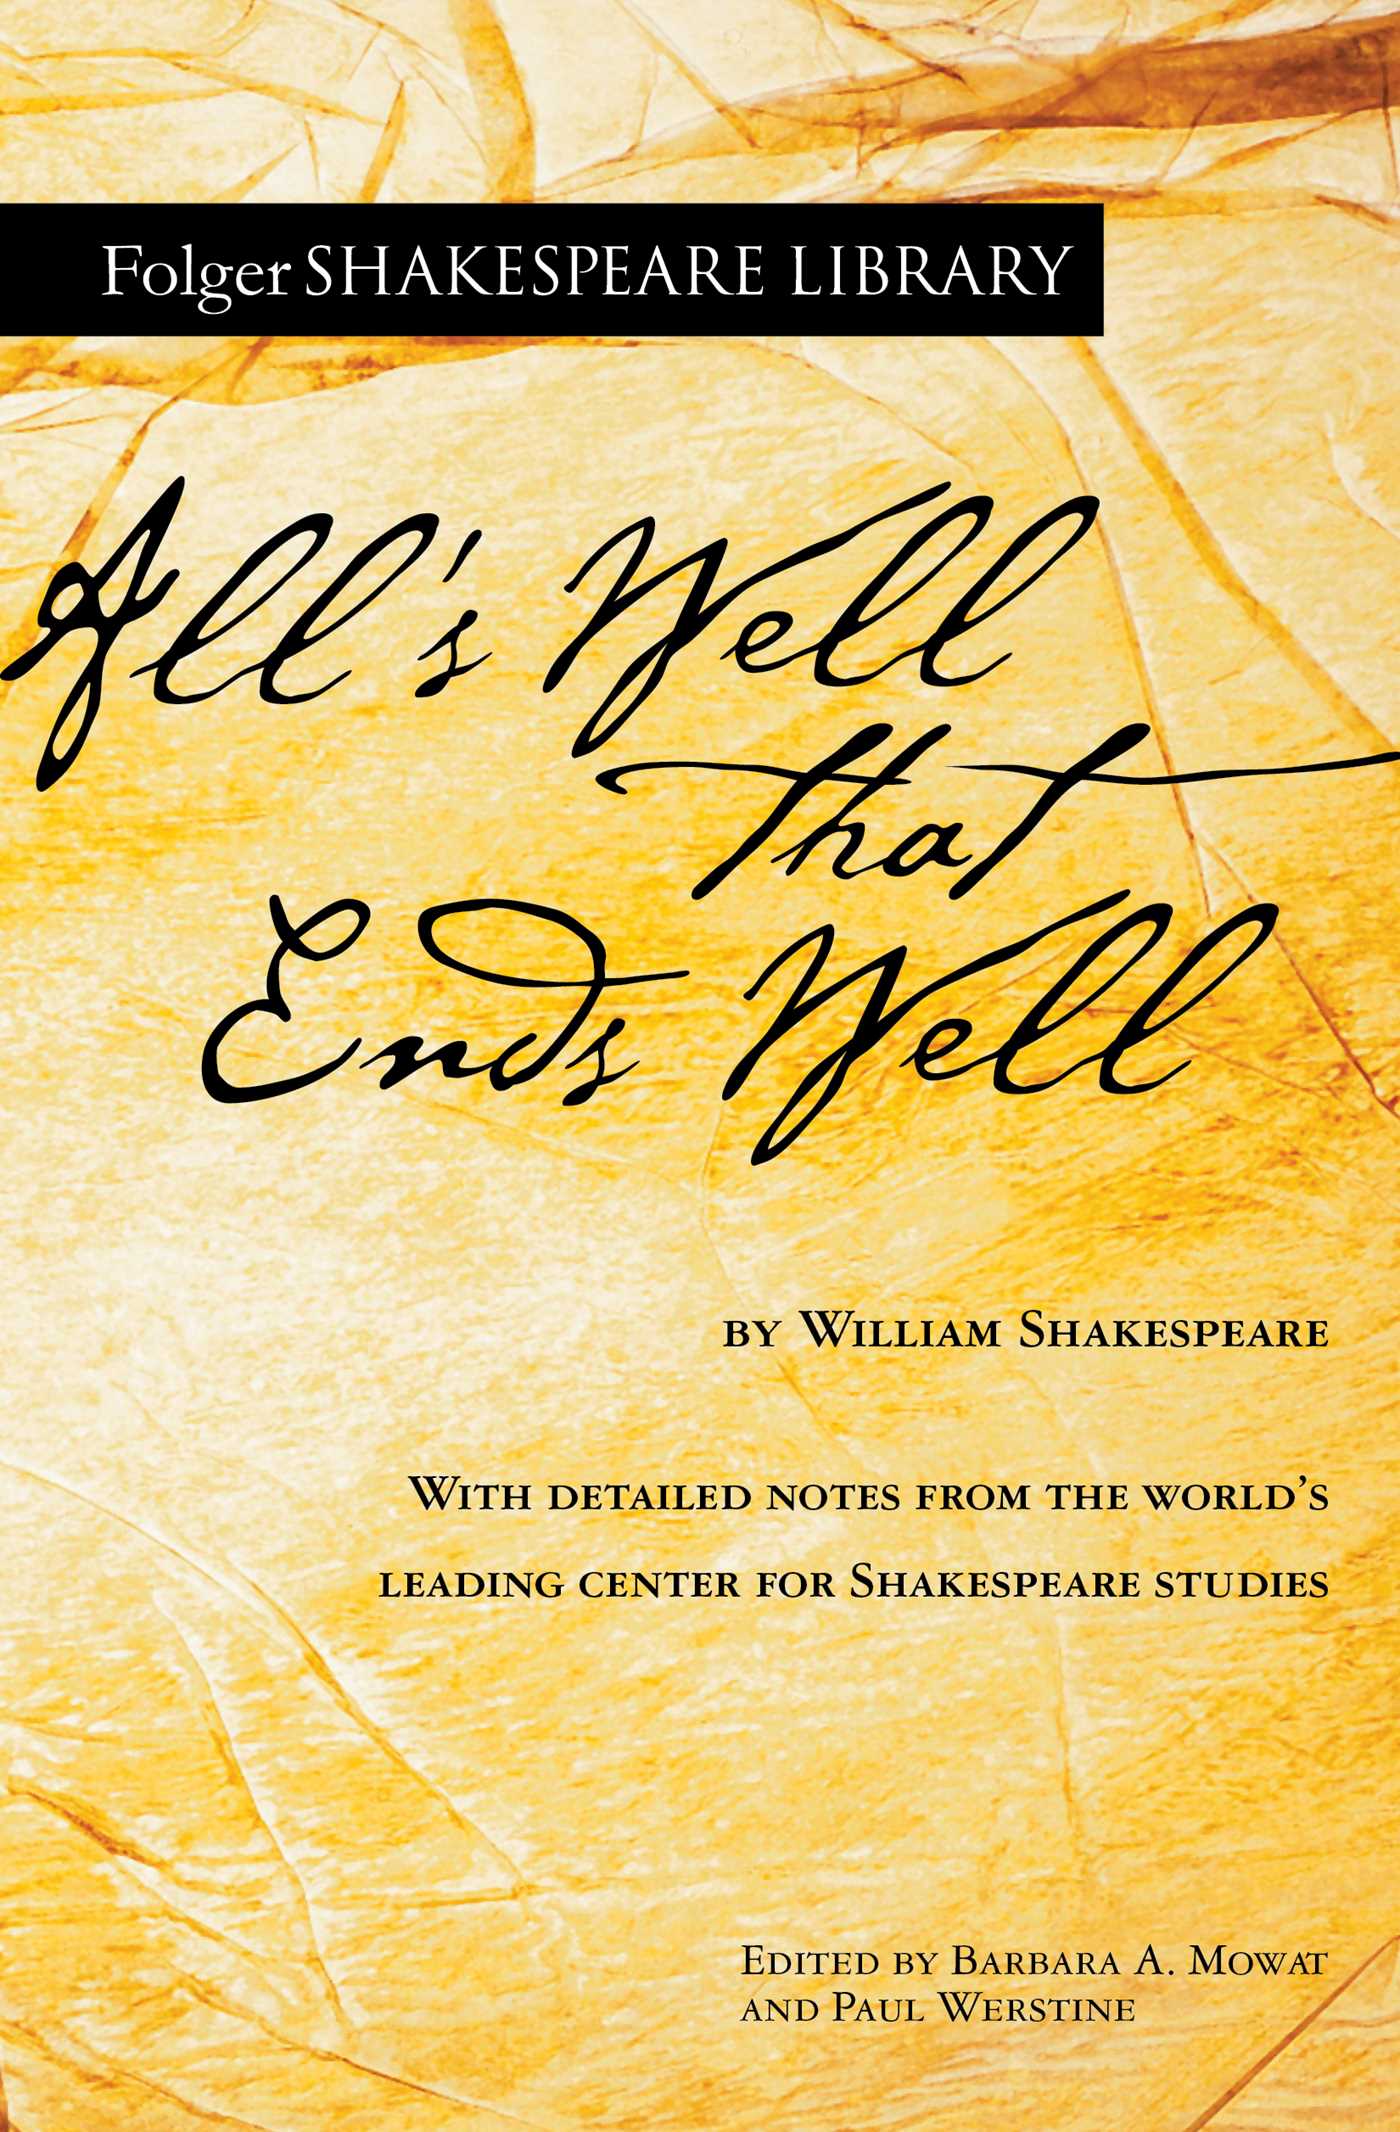 Folger SHAKESPEARE LIBRARY
All's Well
That
Ends Well
BY WILLIAM SHAKESPEARE
WITH DETAILED NOTES FROM THE WORLD'S
LEADING CENTER FOR SHAKESPEARE STUDIES
EDITED BY BARBARA A. MOWAT
AND PAUL WERSTINE